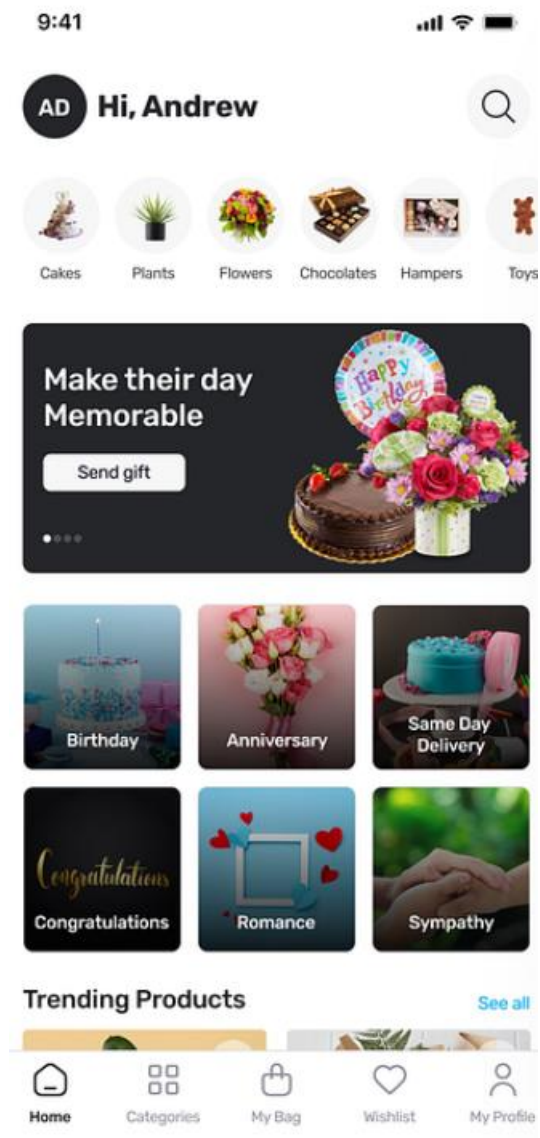 9:41
AD
Hi, Andrew
Cakes
Plants
Flowers
Chocolates
Hampers
Toys
Make their day
Memorable
HAPPY
Birthday
Send gift
Birthday
Anniversary
Same Day
Delivery
Congratulations
Congratulations
Romance
Sympathy
Trending Products
See all
Home
Categories
My Bag
Wishlist
My Profile